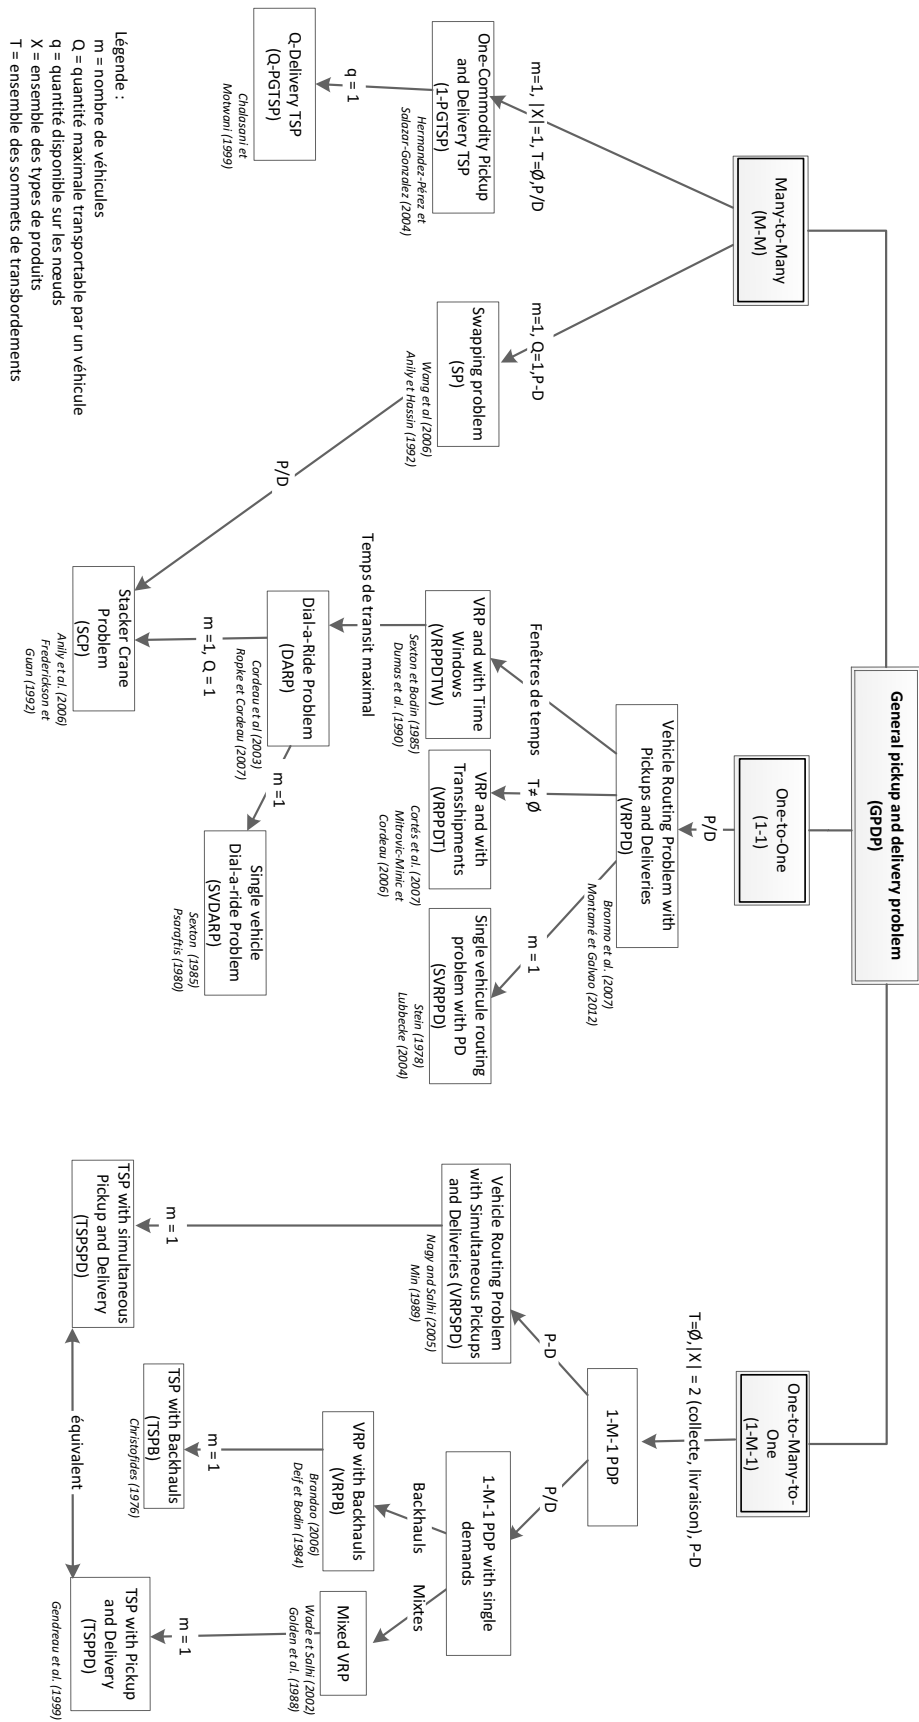 General pickup and delivery problem
(GPDP)
Many-to-Many
(M-M)
One-to-One
(1-1)
One-to-Many-to-
One
(1-M-1)
m=1, |X|=1, T=Ø,P/D
m=1, Q=1,P-D
P/D
T=Ø,|X| = 2 (collecte, livraison), P-D
One-Commodity Pickup
and Delivery TSP
(1-PGTSP)
Hermandez-Pérez et
Salazar-Gonzalez (2004)
q = 1
Q-Delivery TSP
(Q-PGTSP)
Chalasani et
Motwani (1999)
Swapping problem
(SP)
Wang et al (2006)
Anily et Hassin (1992)
P/D
Vehicle Routing Problem with
Pickups and Deliveries
(VRPPD)
Bronmo et al. (2007)
Montamé et Galvao (2012)
Fenêtres de temps
T≠ Ø
m = 1
VRP and with Time
Windows
(VRPPDTW)
Sexton et Bodin (1985)
Dumas et al. (1990)
VRP and with
Transshipments
(VRPPDT)
Cortés et al. (2007)
Mitrovic-Minic et
Cordeau (2006)
Single vehicule routing
problem with PD
(SVRPPD)
Stein (1978)
Lubbecke (2004)
Temps de transit maximal
Dial-a-Ride Problem
(DARP)
Cordeau et al (2003)
Ropke et Cordeau (2007)
m =1, Q = 1
m =1
Stacker Crane
Problem
(SCP)
Anily et al. (2006)
Frederickson et
Guan (1992)
Single vehicle
Dial-a-ride Problem
(SVDARP)
Sexton (1985)
Psaraftis (1980)
1-M-1 PDP
P-D
P/D
Vehicle Routing Problem
with Simultaneous Pickups
and Deliveries (VRPSPD)
Nagy and Salhi (2005)
Min (1989)
1-M-1 PDP with single
demands
Backhauls
Mixtes
VRP with Backhauls
(VRPB)
Brandao (2006)
Deif et Bodin (1984)
Mixed VRP
Wade et Salhi (2002)
Golden et al. (1988)
m = 1
m = 1
m = 1
TSP with simultaneous
Pickup and Delivery
(TSPSPD)
TSP with Backhauls
(TSPB)
Christofides (1976)
TSP with Pickup
and Delivery
(TSPPD)
Gendreau et al. (1999)
équivalent
Légende :
m = nombre de véhicules
Q = quantité maximale transportable par un véhicule
q = quantité disponible sur les nœuds
X = ensemble des types de produits
T = ensemble des sommets de transbordements